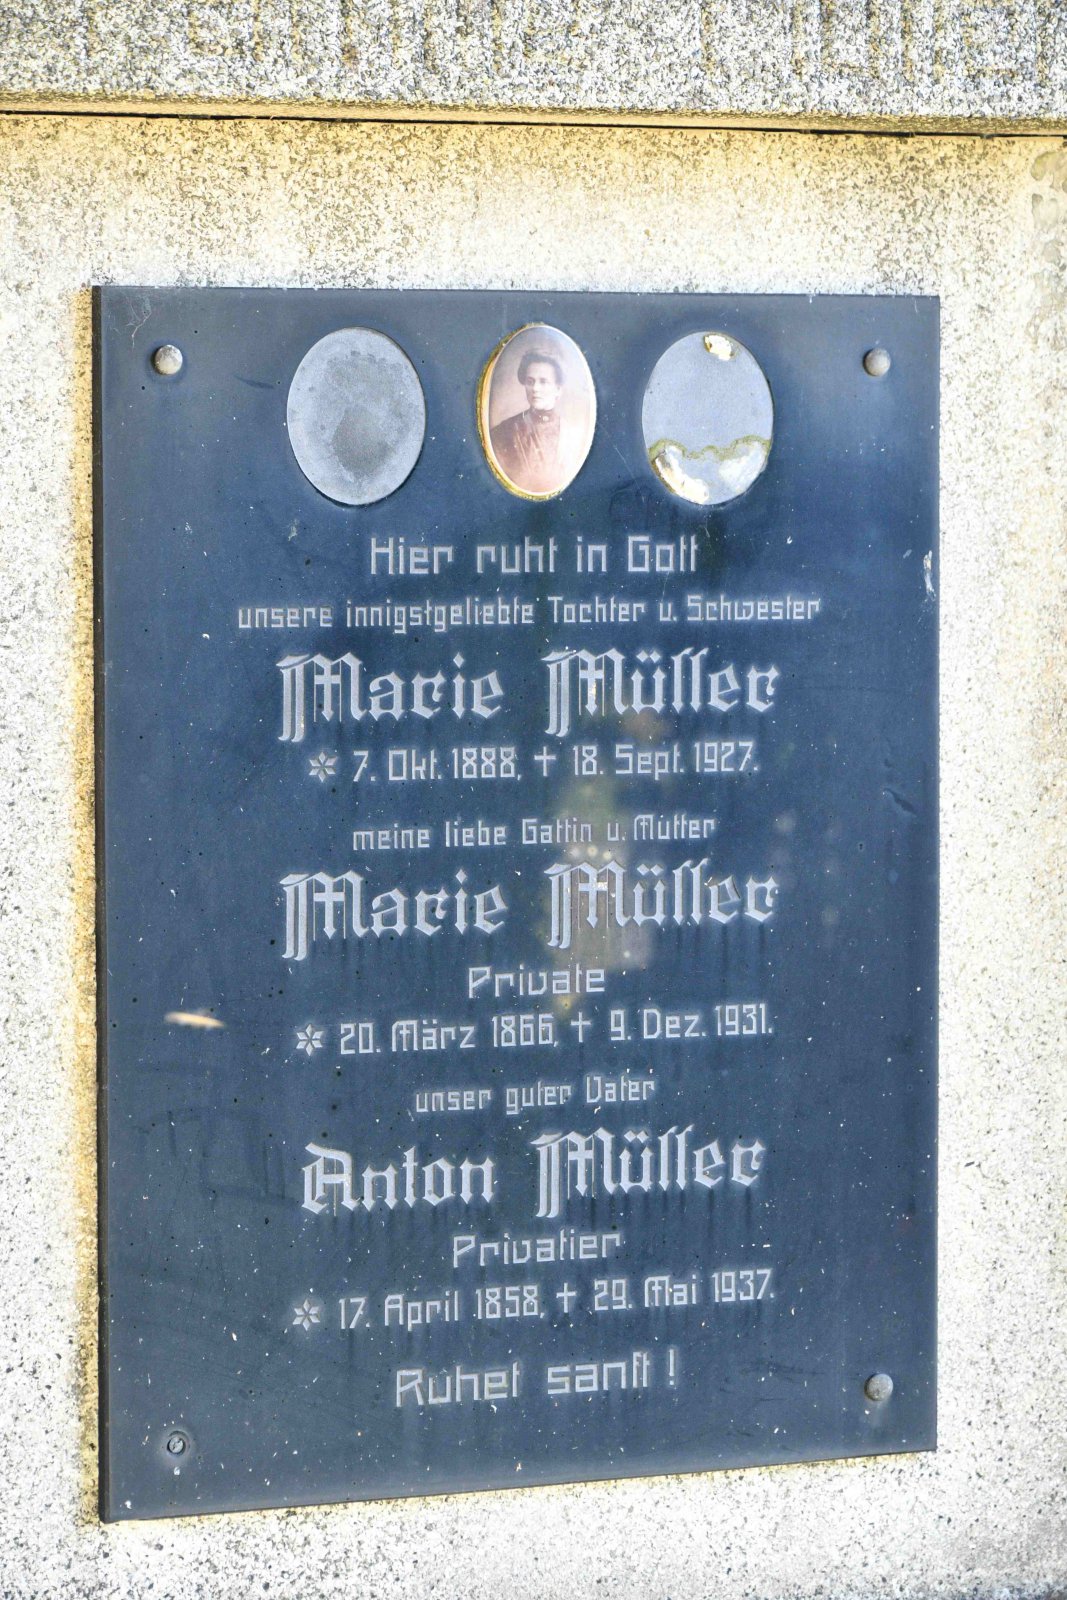 Hier ruht in Gott
unsere innigstgeliebte Tochter u. Schwester
Marie Müller
* 7. Okt. 1888, † 18. Sept. 1927.
meine liebe Gattin u. Mutter
Marie Müller
Private
* 20. März 1866, † 9. Dez. 1931.
unser guter Vater
Anton Müller
Privatier
* 17. April 1858, † 29. Mai 1937.
Ruhet sanft!